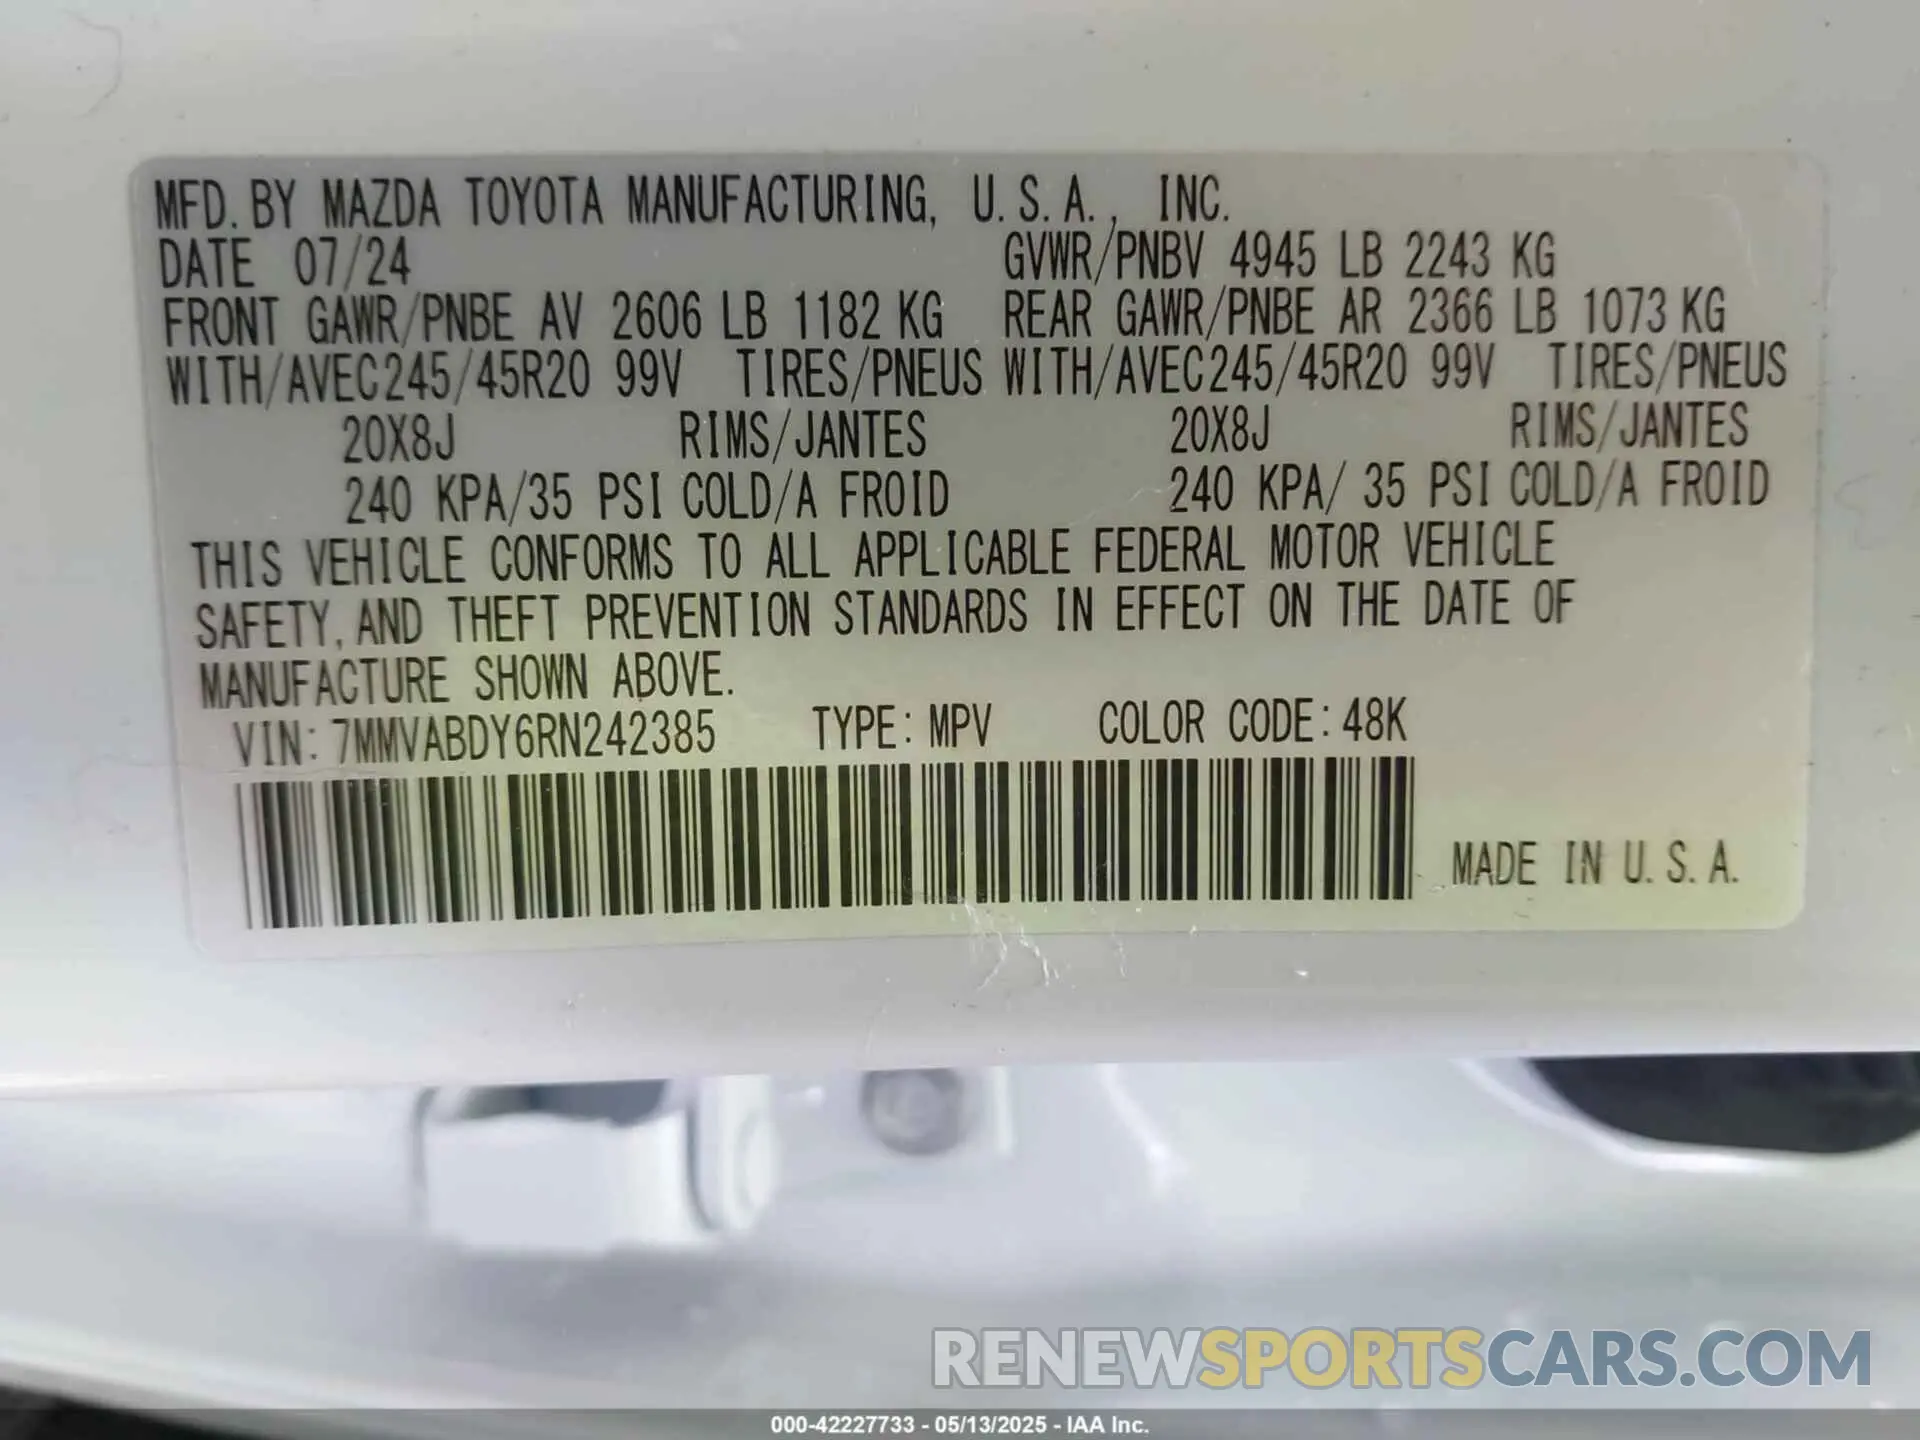 MFD.BY MAZDA TOYOTA MANUFACTURING, U.S.A., INC.
DATE 07/24 GVWR/PNBV 4945 LB 2243 KG
FRONT GAWR/PNBE AV 2606 LB 1182 KG REAR GAWR/PNBE AR 2366 LB 1073 KG
WITH/AVEC245/45R20 99V TIRES/PNEUS WITH/AVEC245/45R20 99V TIRES/PNEUS
20X8J RIMS/JANTES 20X8J RIMS/JANTES
240 KPA/35 PSI COLD/A FROID 240 KPA/ 35 PSI COLD/A FROID
THIS VEHICLE CONFORMS TO ALL APPLICABLE FEDERAL MOTOR VEHICLE
SAFETY, AND THEFT PREVENTION STANDARDS IN EFFECT ON THE DATE OF
MANUFACTURE SHOWN ABOVE.
VIN: 7MMVABDY6RN242385 TYPE: MPV COLOR CODE: 48K
MADE IN U.S.A.
RENEWSPORTSCARS.COM
000-42227733 - 05/13/2025 - IAA Inc.